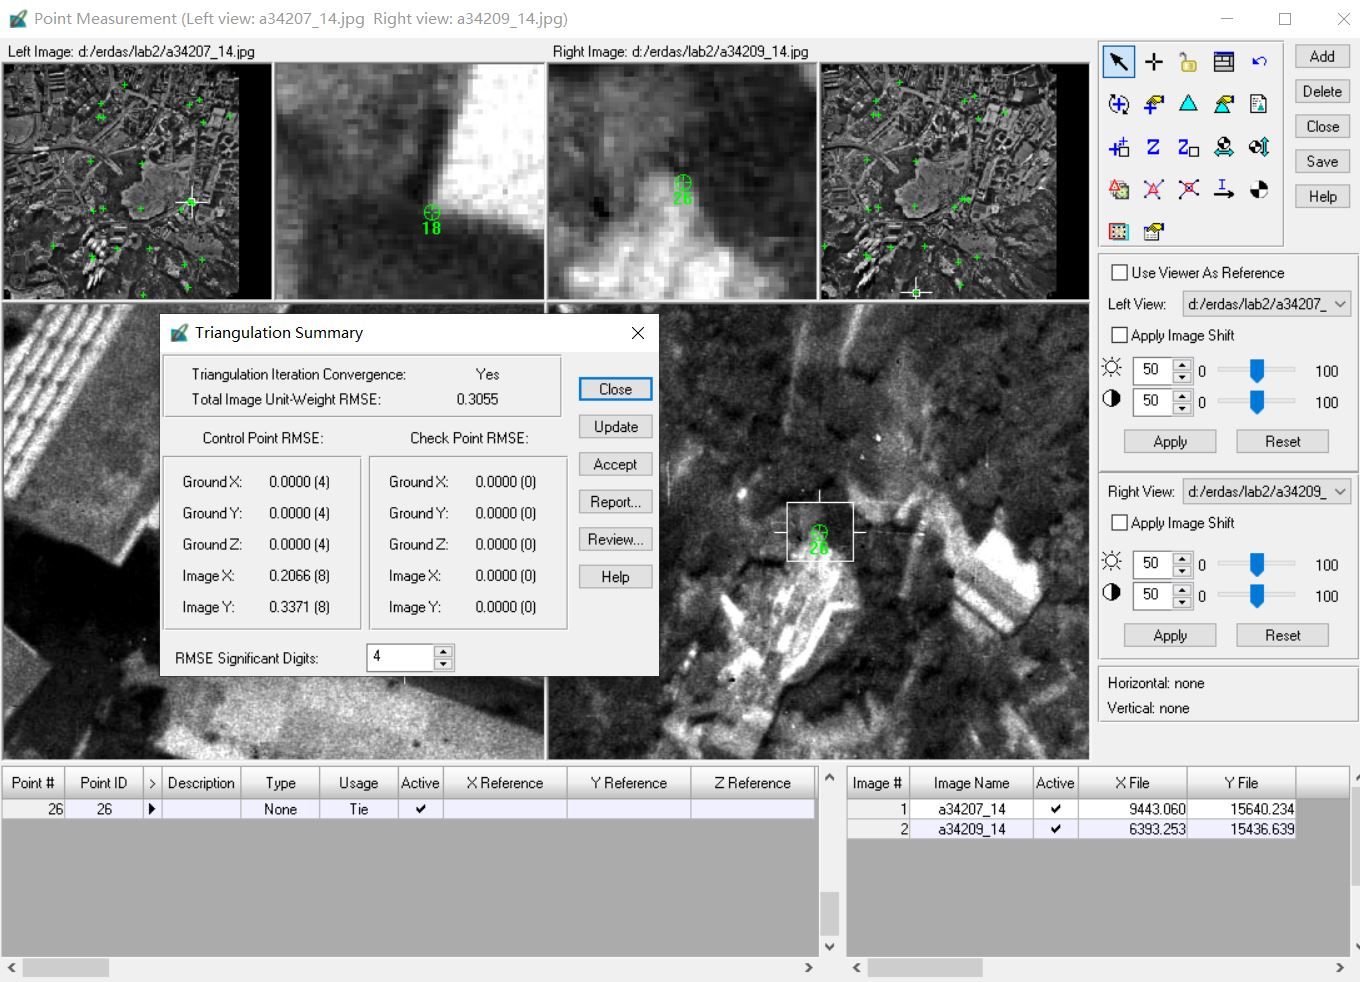 Point Measurement (Left view: a34207_14.jpg  Right view: a34209_14.jpg)
Left Image: d:/erdas/lab2/a34207_14.jpg
Right Image: d:/erdas/lab2/a34209_14.jpg
18
26
26
Add
Delete
Close
Save
Help
Use Viewer As Reference
Left View: d:/erdas/lab2/a34207_
Apply Image Shift
50 0 100
50 0 100
Apply Reset
Right View: d:/erdas/lab2/a34209_
Apply Image Shift
50 0 100
50 0 100
Apply Reset
Horizontal: none
Vertical: none
Triangulation Summary
Triangulation Iteration Convergence: Yes
Total Image Unit-Weight RMSE: 0.3055
Control Point RMSE: Check Point RMSE:
Ground X: 0.0000 (4) Ground X: 0.0000 (0)
Ground Y: 0.0000 (4) Ground Y: 0.0000 (0)
Ground Z: 0.0000 (4) Ground Z: 0.0000 (0)
Image X: 0.2066 (8) Image X: 0.0000 (0)
Image Y: 0.3371 (8) Image Y: 0.0000 (0)
RMSE Significant Digits: 4
Close
Update
Accept
Report...
Review...
Help
Point # Point ID > Description Type Usage Active X Reference Y Reference Z Reference
26 26 None Tie
Image # Image Name Active X File Y File
1 a34207_14 9443.060 15640.234
2 a34209_14 6393.253 15436.639